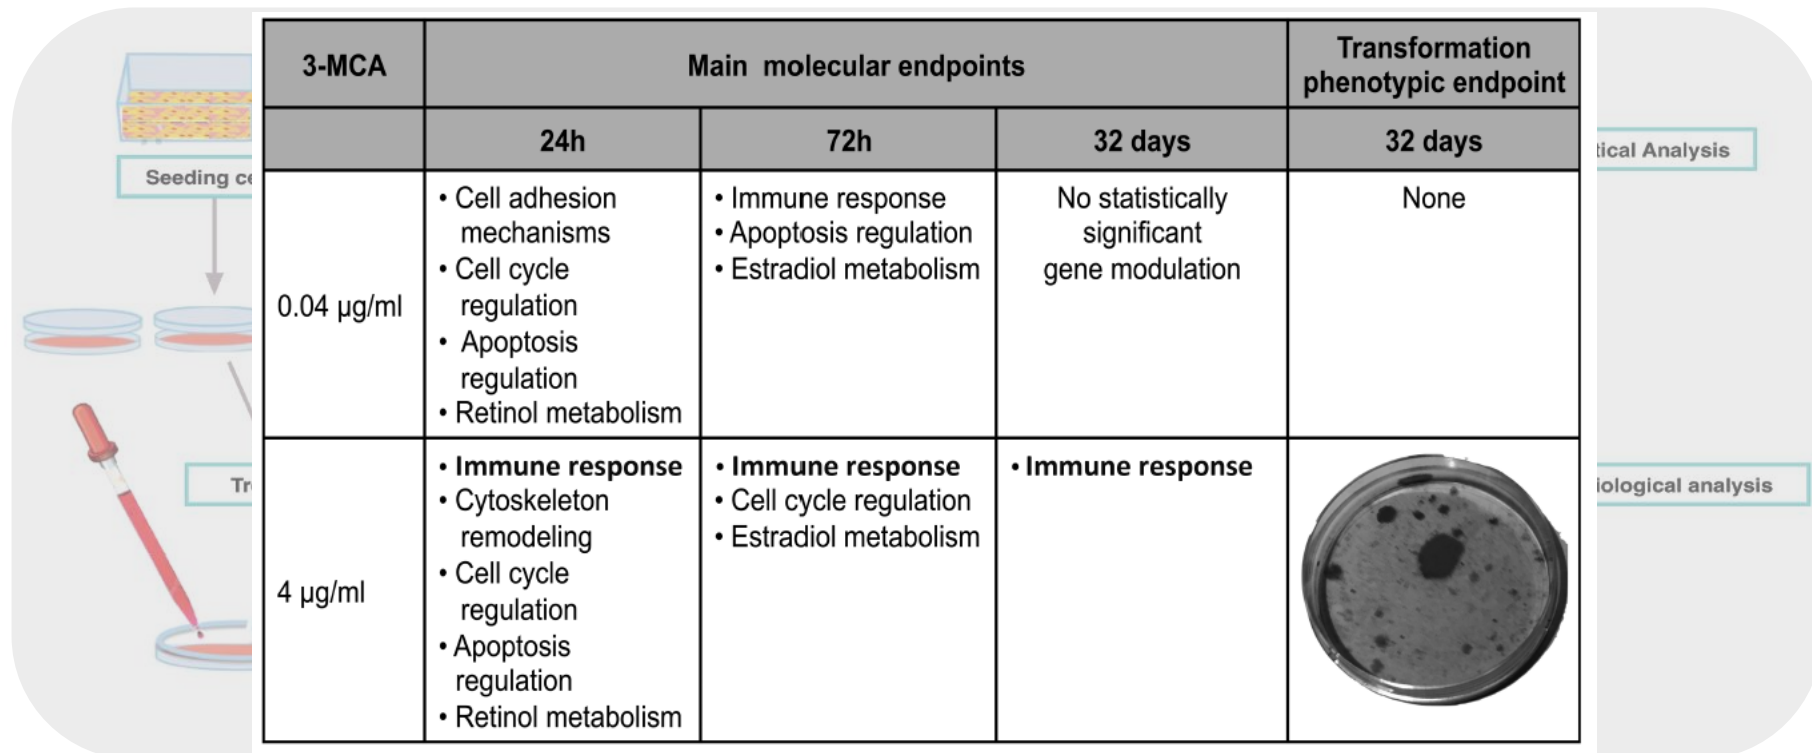 3-MCA
Main molecular endpoints
Transformation
phenotypic endpoint
24h
72h
32 days
32 days
0.04 µg/ml
• Cell adhesion
mechanisms
• Cell cycle
regulation
• Apoptosis
regulation
• Retinol metabolism
• Immune response
• Apoptosis regulation
• Estradiol metabolism
No statistically
significant
gene modulation
None
4 µg/ml
• Immune response
• Cytoskeleton
remodeling
• Cell cycle
regulation
• Apoptosis
regulation
• Retinol metabolism
• Immune response
• Cell cycle regulation
• Estradiol metabolism
• Immune response
Seeding
Analysis
analysis